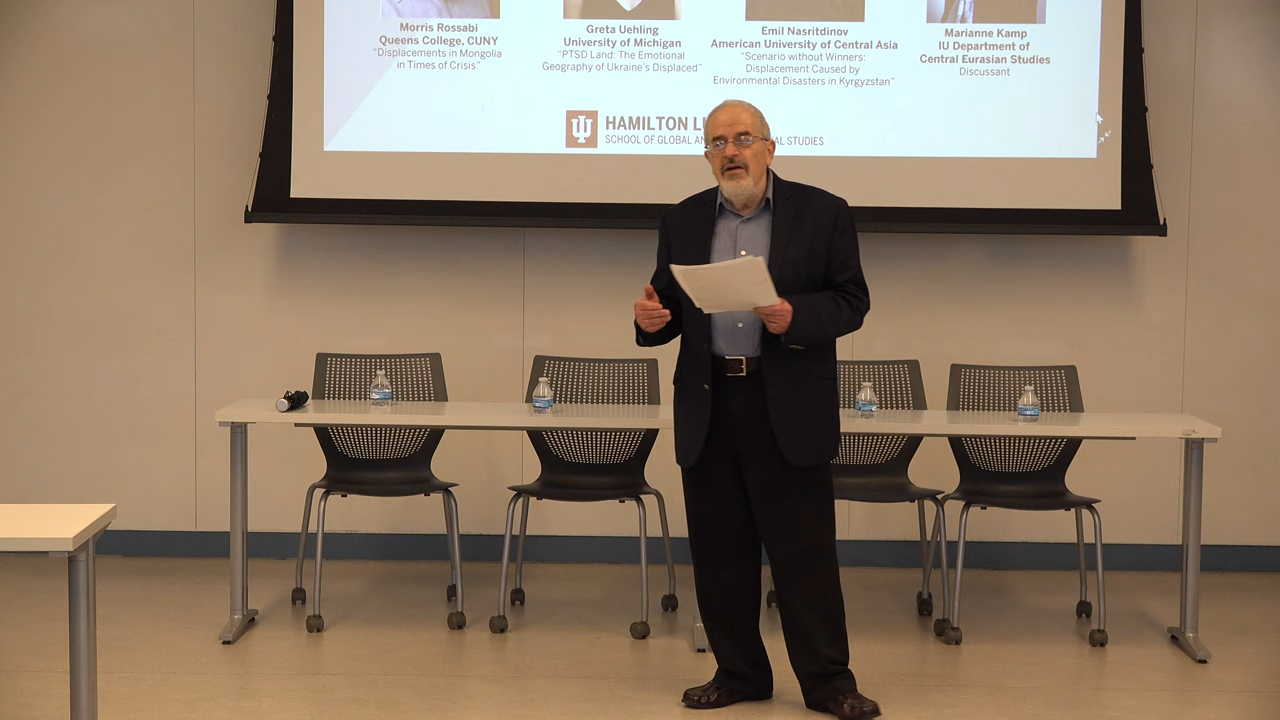 Morris Rossabi
Queens College, CUNY
“Displacements in Mongolia
in Times of Crisis”
Greta Uehling
University of Michigan
“PTSD Land: The Emotional
Geography of Ukraine’s Displaced”
Emil Nasritdinov
American University of Central Asia
“Scenario without Winners:
Displacement Caused by
Environmental Disasters in Kyrgyzstan”
Marianne Kamp
IU Department of
Central Eurasian Studies
Discussant
HAMILTON
SCHOOL OF GLOBAL STUDIES